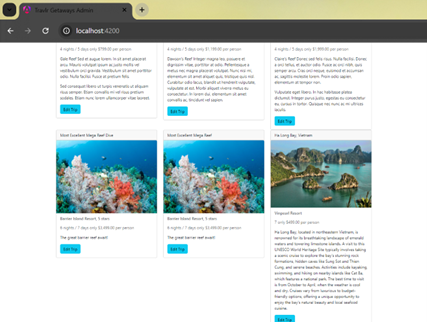 Travlr Getaways Admin
localhost:4200
4 nights / 5 days only $799.00 per person
Gale Reef Sed et augue lorem. In sit amet placerat
arcu. Mauris volutpat ipsum ac justo mollis vel
vestibulum orci gravida. Vestibulum sit amet porttitor
odio. Nulla facilisi. Fusce at pretium felis.
Sed consequat libero ut turpis venenatis ut aliquam
risus semper. Etiam convallis mi vel risus pretium
sodales. Etiam nunc lorem ullamcorper vitae laoreet.
Edit Trip
4 nights / 5 days only $1,199.00 per person
Dawson's Reef Integer magna leo, posuere et
dignissim vitae, porttitor at odio. Pellentesque a
metus nec magna placerat volutpat. Nunc nisi mi,
elementum sit amet aliquet quis, tristique quis nisl.
Curabitur odio lacus, blandit ut hendrerit vulputate,
vulputate at est. Morbi aliquet viverra metus eu
consectetur. In lorem dui, elementum sit amet
convallis ac, tincidunt vel sapien.
Edit Trip
4 nights / 5 days only $1,999.00 per person
Claire's Reef Donec sed felis risus. Nulla facilisi.
Donec a orci tellus, et auctor odio. Fusce ac orci nibh, quis
semper arcu. Cras orci neque, euismod et accumsan
ac, sagittis molestie lorem. Proin odio sapien,
elementum at tempor non.
Vulputate eget libero. In hac habitasse platea
dictumst. Integer purus justo, egestas eu consectetur
eu, cursus in tortor. Quisque nec nunc ac mi ultrices
iaculis.
Edit Trip
Most Excellent Mega Reef Dive
Barrier Island Resort, 5 stars
6 nights / 7 days only $3,499.00 per person
The great barrier reef await!
Edit Trip
Most Excellent Mega Reef
Barrier Island Resort, 5 stars
6 nights / 7 days only $3,499.00 per person
The great barrier reef await!
Edit Trip
Ha Long Bay, Vietnam
Vinpearl Resort
7 only $499.00 per person
Ha Long Bay, located in northeastern Vietnam, is
renowned for its breathtaking landscape of emerald
waters and towering limestone islands. A visit to this
UNESCO World Heritage Site typically involves taking
a scenic cruise to explore the bay's stunning rock
formations, hidden caves like Sung Sot and Thien
Cung, and serene beaches. Activities include kayaking,
swimming, and hiking on nearby islands like Cat Ba,
which features a national park. The best time to visit
is from October to April, when the weather is cool
and dry. Cruises vary from luxurious to budget-
friendly options, offering a unique opportunity to
enjoy the bay's natural beauty and local seafood
cuisine.
Edit Trip